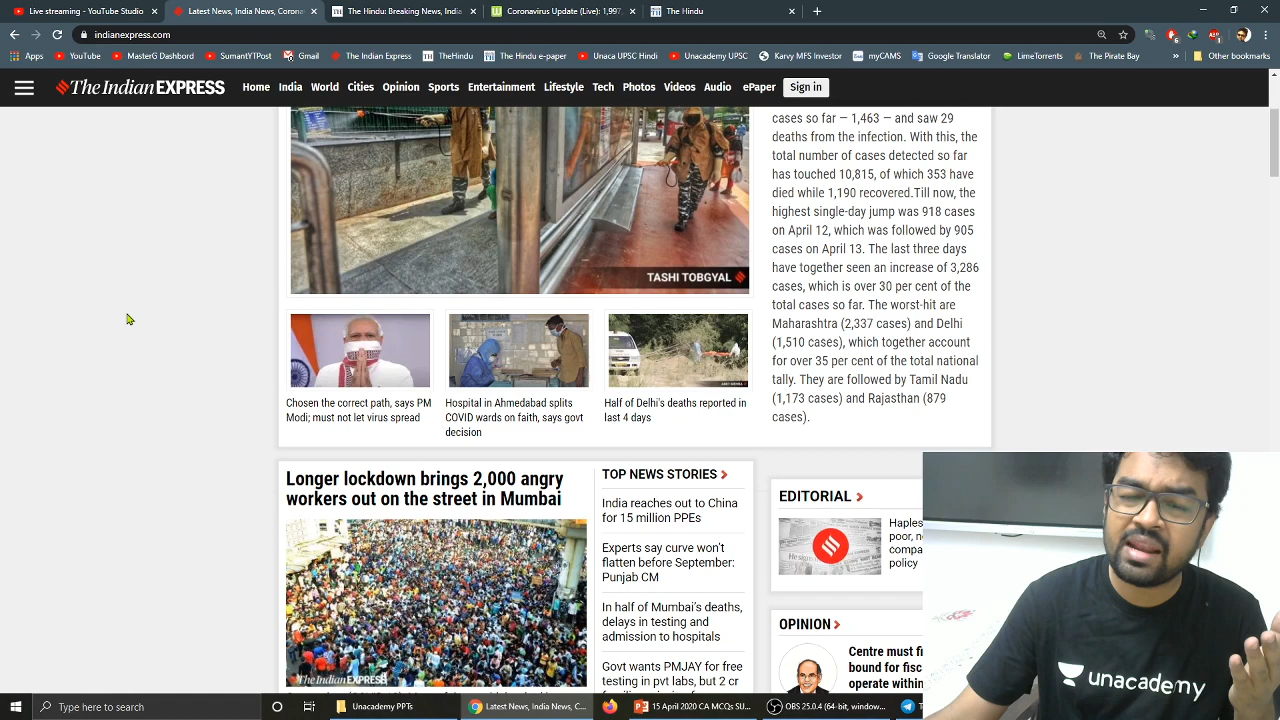 Live streaming - YouTube Studio
Latest News, India News, Corona
The Hindu: Breaking News, India
Coronavirus Update (Live): 1,997,
The Hindu
indianexpress.com
Apps
YouTube
MasterG Dashbord
SumantYTPost
Gmail
The Indian Express
TheHindu
The Hindu e-paper
Unaca UPSC Hindi
Unacademy UPSC
Karvy MFS Investor
myCAMS
Google Translator
LimeTorrents
The Pirate Bay
Other bookmarks
The Indian EXPRESS
Home
India
World
Cities
Opinion
Sports
Entertainment
Lifestyle
Tech
Photos
Videos
Audio
ePaper
Sign in
TASHI TOBGYAL
cases so far — 1,463 — and saw 29
deaths from the infection. With this, the
total number of cases detected so far
has touched 10,815, of which 353 have
died while 1,190 recovered.Till now, the
highest single-day jump was 918 cases
on April 12, which was followed by 905
cases on April 13. The last three days
have together seen an increase of 3,286
cases, which is over 30 per cent of the
total cases so far. The worst-hit are
Maharashtra (2,337 cases) and Delhi
(1,510 cases), which together account
for over 35 per cent of the total national
tally. They are followed by Tamil Nadu
(1,173 cases) and Rajasthan (879
cases).
Chosen the correct path, says PM
Modi; must not let virus spread
Hospital in Ahmedabad splits
COVID wards on faith, says govt
decision
Half of Delhi's deaths reported in
last 4 days
Longer lockdown brings 2,000 angry
workers out on the street in Mumbai
The Indian EXPRESS
TOP NEWS STORIES
India reaches out to China
for 15 million PPEs
Experts say curve won't
flatten before September:
Punjab CM
In half of Mumbai's deaths,
delays in testing and
admission to hospitals
Govt wants PMJAY for free
testing in pvt labs, but 2 cr
EDITORIAL
Haples
poor, n
compa
policy
OPINION
Centre must fi
bound for fisc
operate within
unacademy
Type here to search
Unacademy PPTs
Latest News, India News, C...
15 April 2020 CA MCQs SU...
OBS 25.0.4 (64-bit, window...